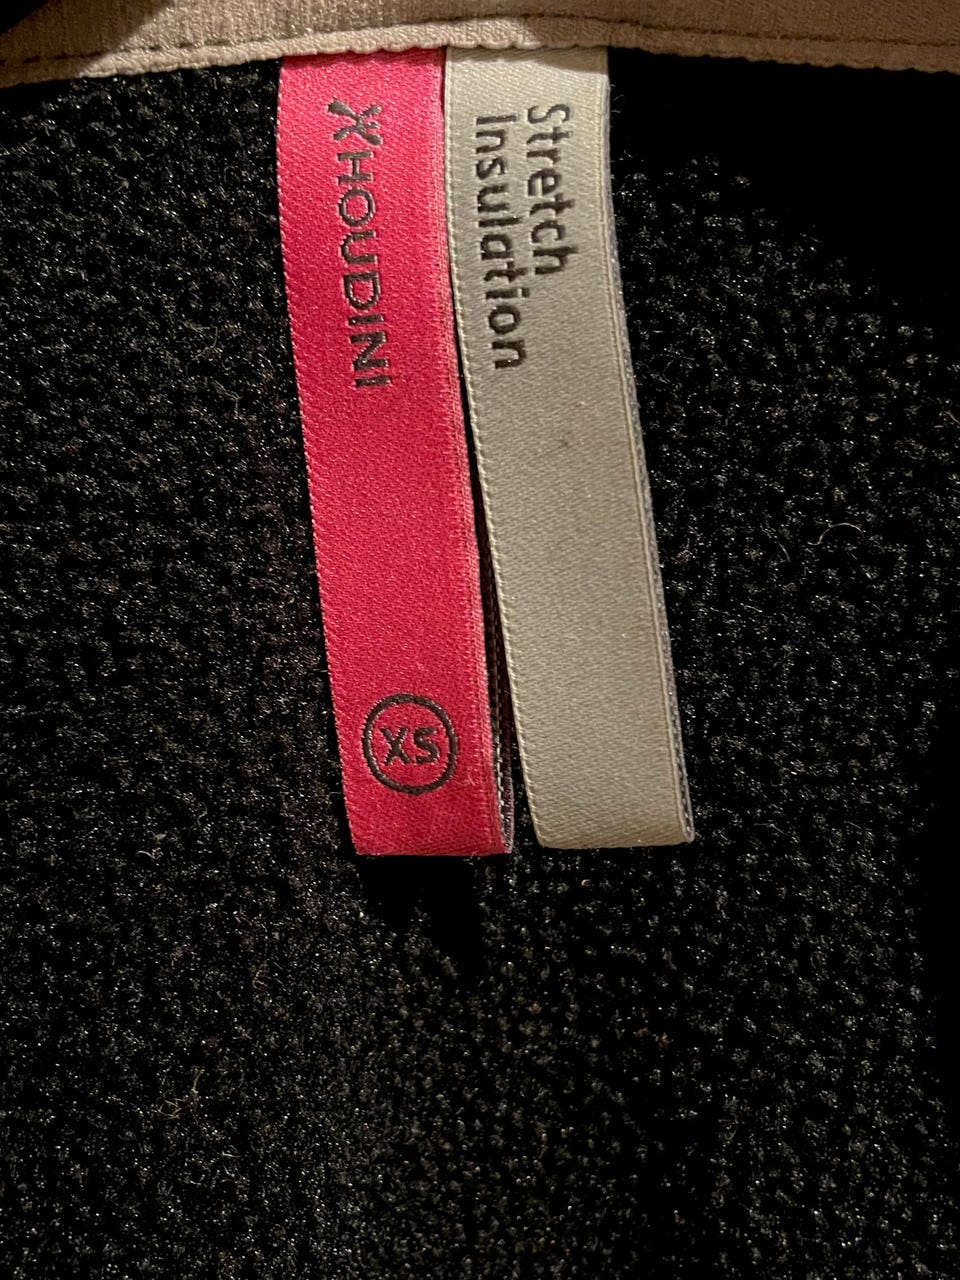 HOUDINI
XS
Stretch
Insulation